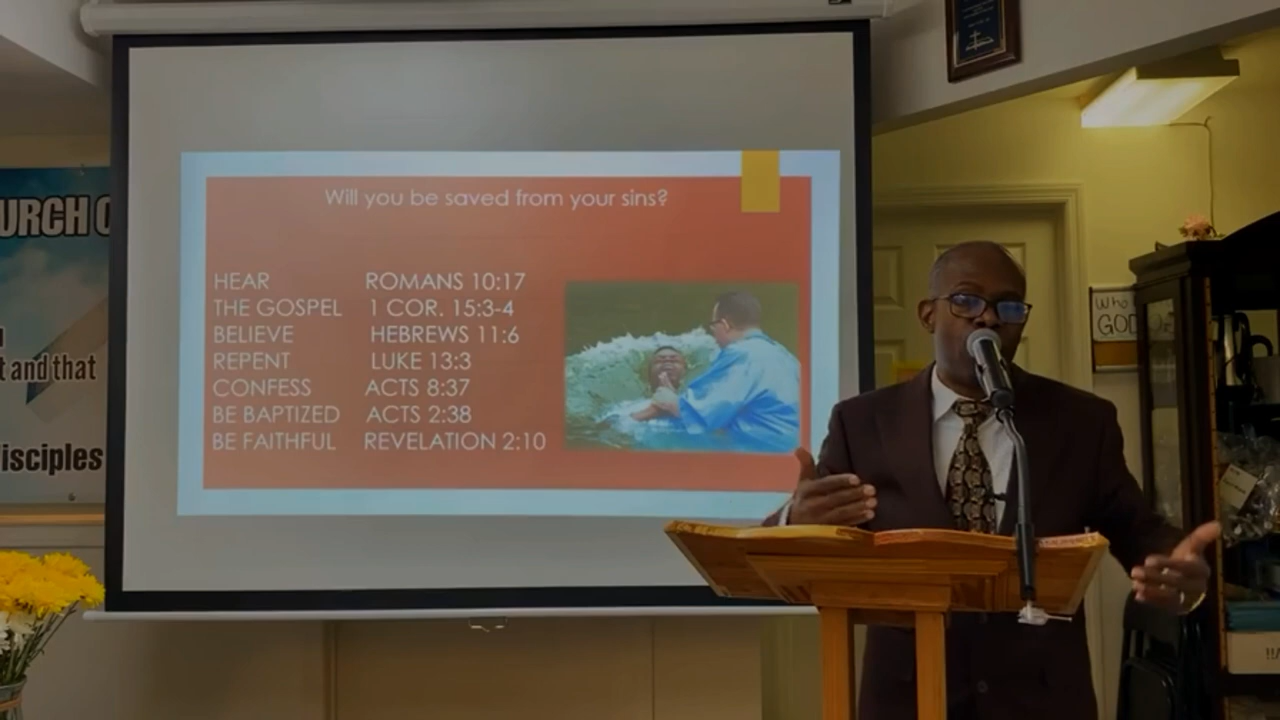 Will you be saved from your sins?
HEAR ROMANS 10:17
THE GOSPEL 1 COR. 15:3-4
BELIEVE HEBREWS 11:6
REPENT LUKE 13:3
CONFESS ACTS 8:37
BE BAPTIZED ACTS 2:38
BE FAITHFUL REVELATION 2:10
URCH
t and that
isciples
Who
GOD